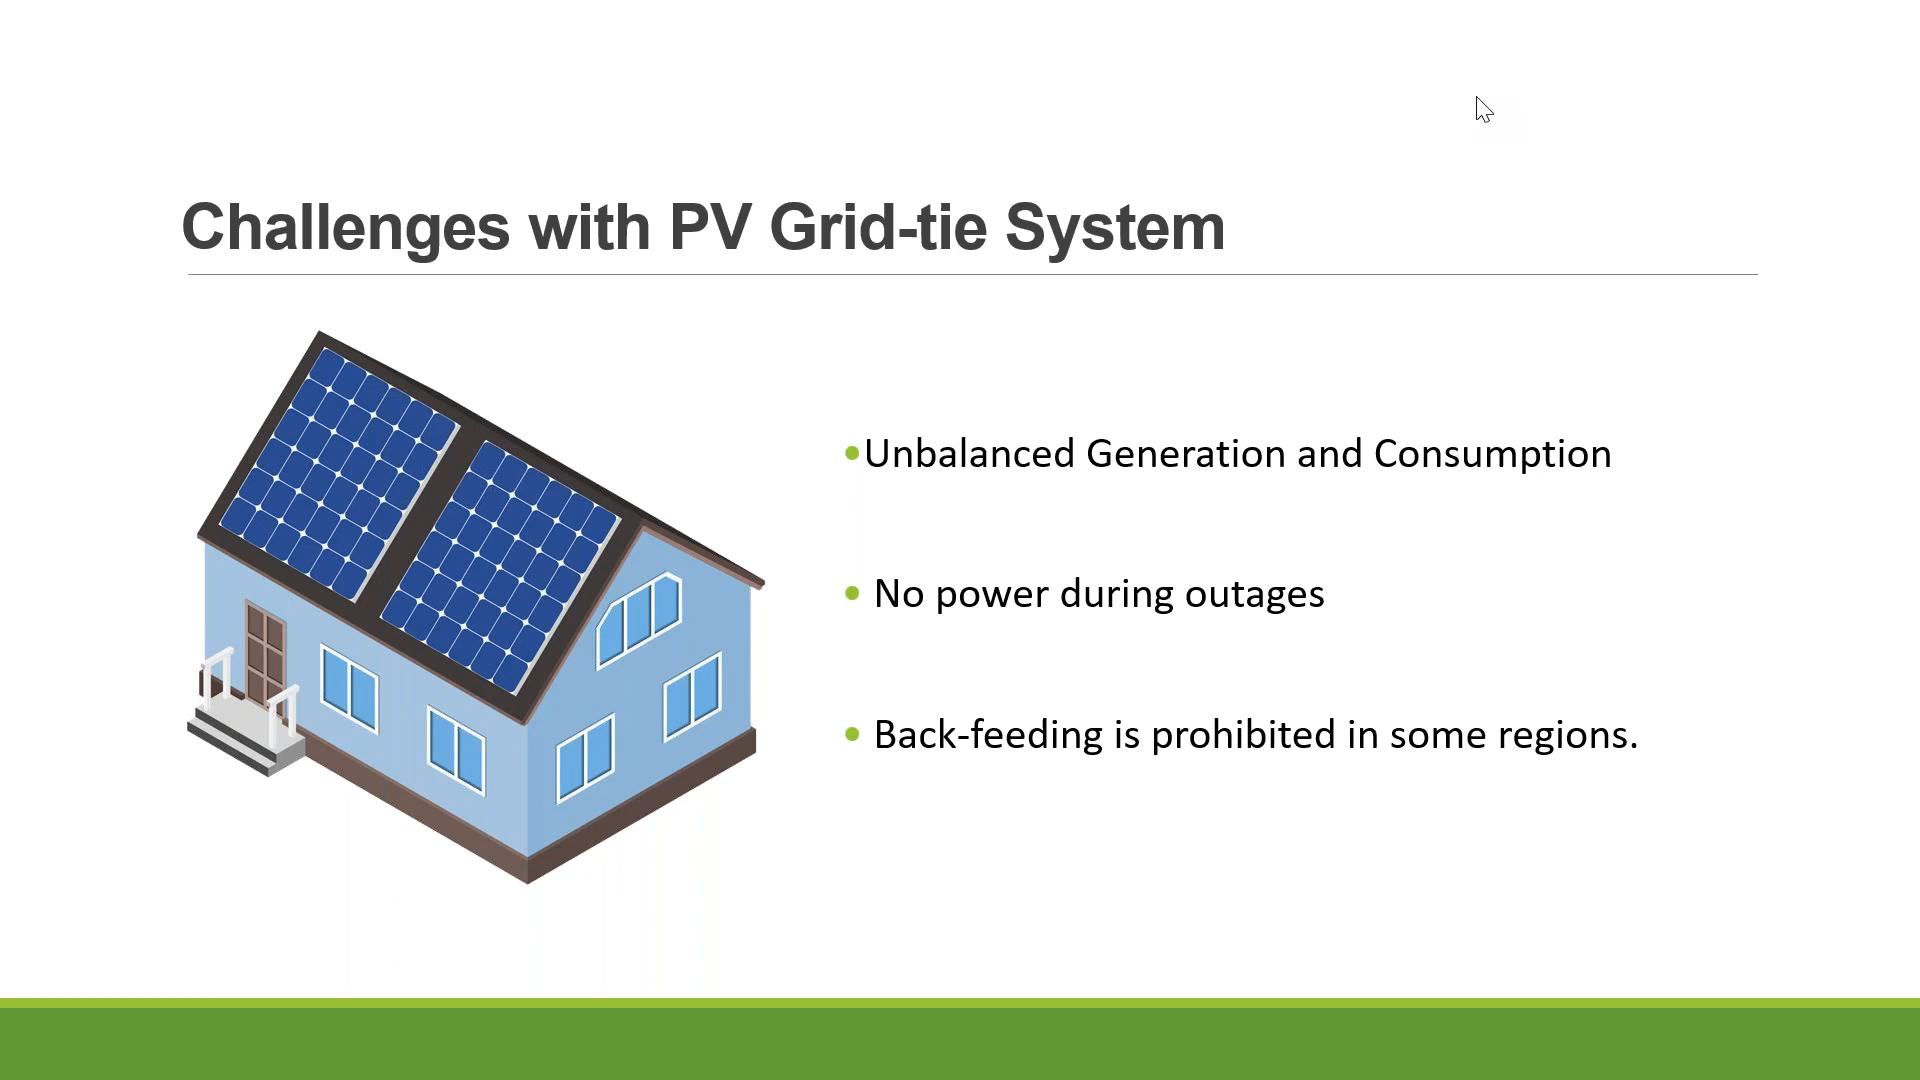 Challenges with PV Grid-tie System
•Unbalanced Generation and Consumption
• No power during outages
• Back-feeding is prohibited in some regions.